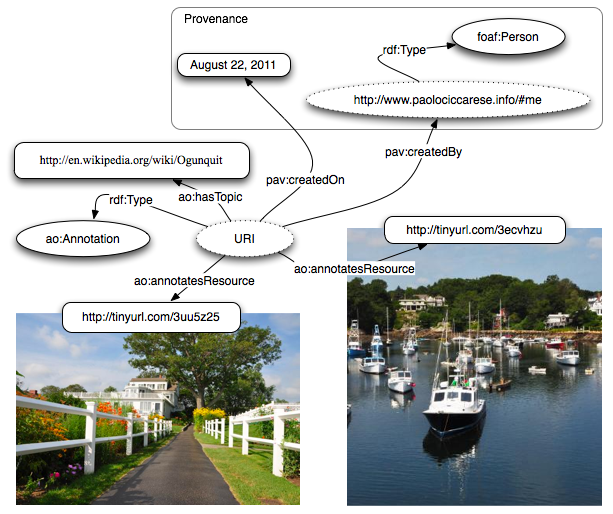 Provenance
foaf:Person
rdf:Type
August 22, 2011
http://www.paolociccarese.info/#me
http://en.wikipedia.org/wiki/Ogunquit
pav:createdBy
pav:createdOn
ao:hasTopic
rdf:Type
ao:Annotation
URI
http://tinyurl.com/3ecvhzu
ao:annotatesResource
ao:annotatesResource
http://tinyurl.com/3uu5z25